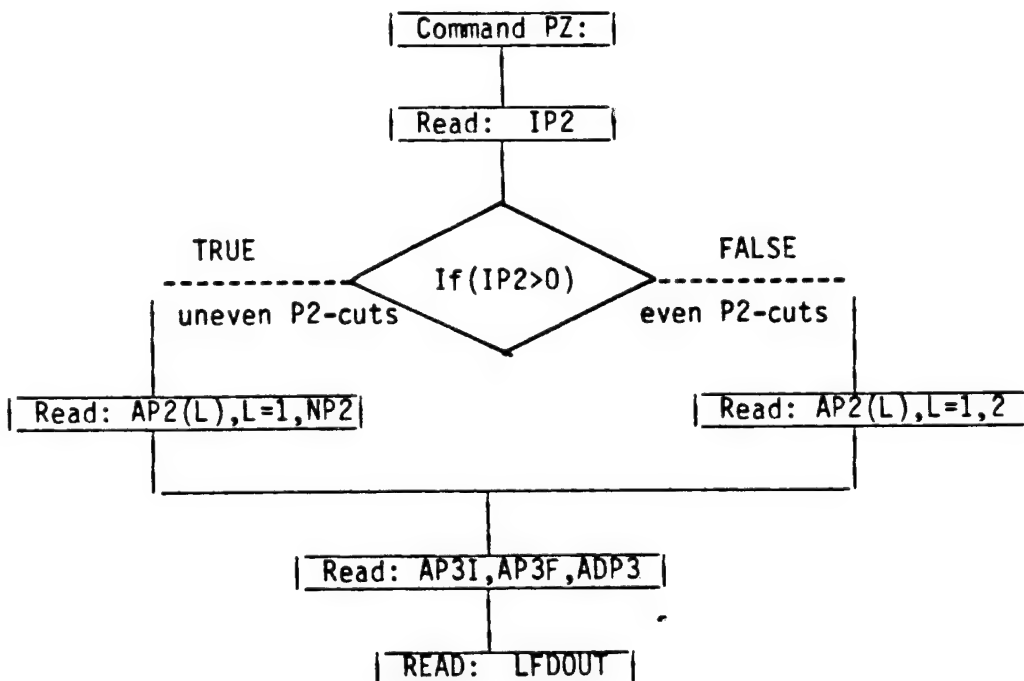 Command PZ:
Read: IP2
TRUE
FALSE
If(IP2>0)
uneven P2-cuts
even P2-cuts
Read: AP2(L),L=1,NP2
Read: AP2(L),L=1,2
Read: AP3I,AP3F,ADP3
READ: LFDOUT